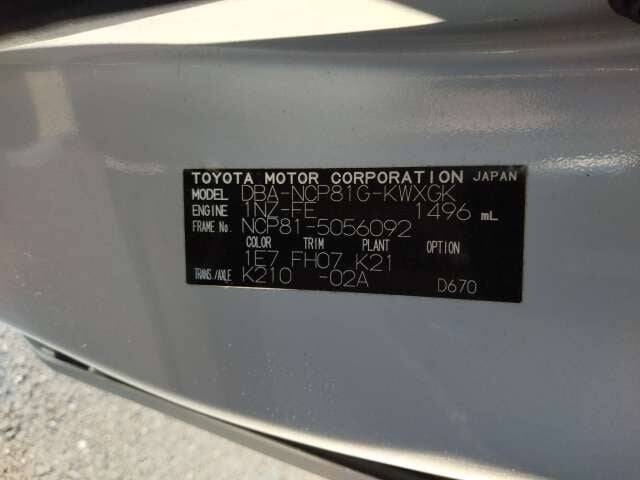 TOYOTA MOTOR CORPORATION JAPAN
MODEL DBA-NCP81G-KWXGK
ENGINE 1NZ-FE 1496 mL
FRAME No. NCP81-5056092
COLOR TRIM PLANT OPTION
1E7 FH07 K21
TRANS./AXLE K210 -02A D670